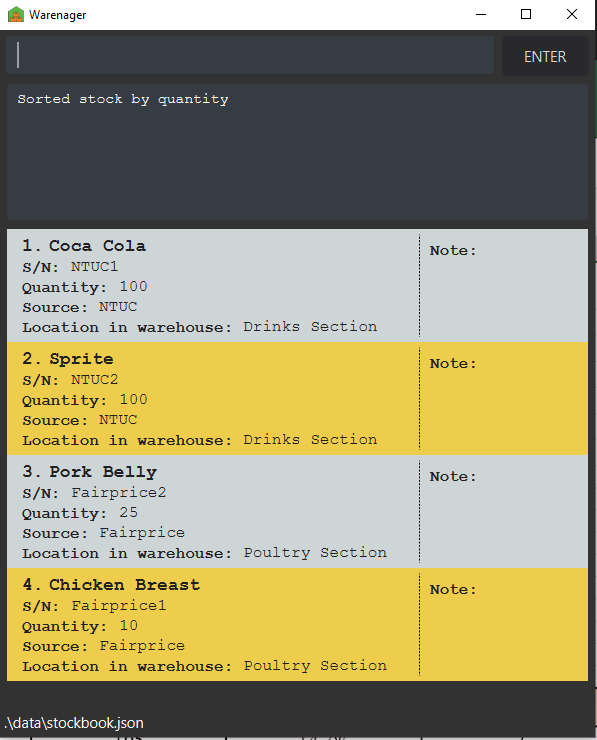 Warenager
ENTER
Sorted stock by quantity
1. Coca Cola
S/N: NTUC1
Quantity: 100
Source: NTUC
Location in warehouse: Drinks Section
Note:
2. Sprite
S/N: NTUC2
Quantity: 100
Source: NTUC
Location in warehouse: Drinks Section
Note:
3. Pork Belly
S/N: Fairprice2
Quantity: 25
Source: Fairprice
Location in warehouse: Poultry Section
Note:
4. Chicken Breast
S/N: Fairprice1
Quantity: 10
Source: Fairprice
Location in warehouse: Poultry Section
Note:
.\data\stockbook.json